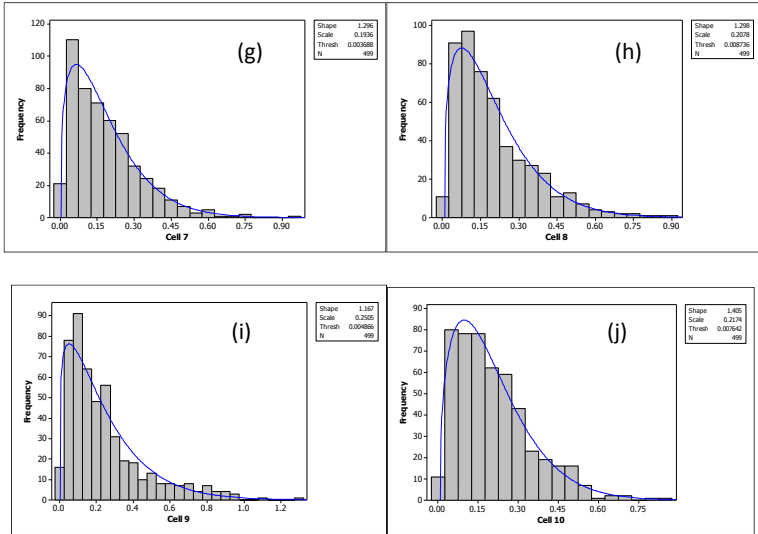 (g)
Shape 1.296
Scale 0.1936
Thresh 0.003688
N 499
Frequency
120
100
80
60
40
20
0
0.00 0.15 0.30 0.45 0.60 0.75 0.90
Cell 7
(h)
Shape 1.298
Scale 0.2078
Thresh 0.008736
N 499
Frequency
100
80
60
40
20
0
0.00 0.15 0.30 0.45 0.60 0.75 0.90
Cell 8
(i)
Shape 1.167
Scale 0.2505
Thresh 0.004866
N 499
Frequency
90
80
70
60
50
40
30
20
10
0
0.0 0.2 0.4 0.6 0.8 1.0 1.2
Cell 9
(j)
Shape 1.405
Scale 0.2174
Thresh 0.007642
N 499
Frequency
90
80
70
60
50
40
30
20
10
0
0.00 0.15 0.30 0.45 0.60 0.75
Cell 10